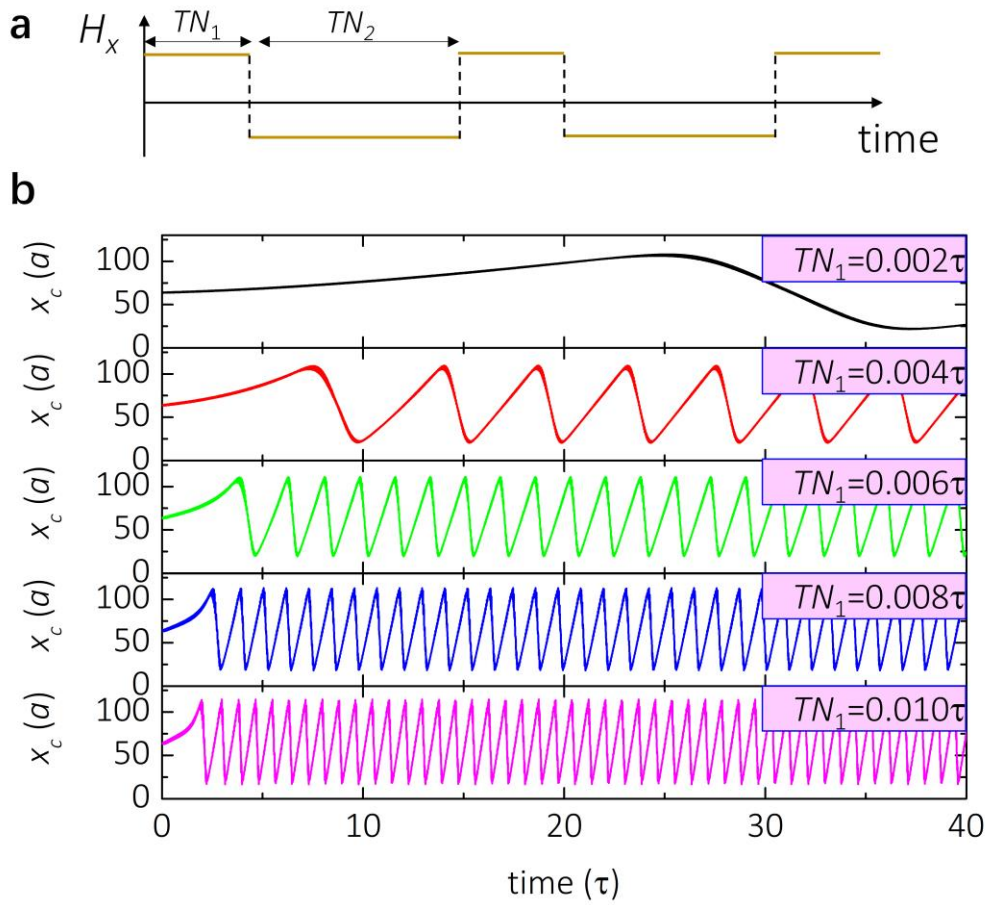 a
H_x TN_1 TN_2
time
b
x_c (a) 100 50 0 TN_1=0.002τ
x_c (a) 100 50 0 TN_1=0.004τ
x_c (a) 100 50 0 TN_1=0.006τ
x_c (a) 100 50 0 TN_1=0.008τ
x_c (a) 100 50 0 TN_1=0.010τ
0 10 20 30 40
time (τ)